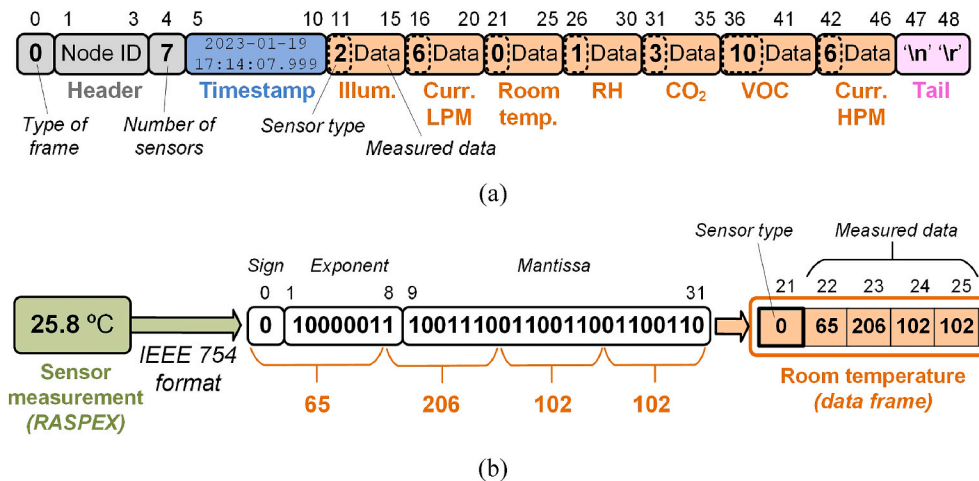 0 1 3 4 5 10 11 15 16 20 21 25 26 30 31 35 36 41 42 46 47 48
0 Node ID 7 2023-01-19 2 Data 6 Data 0 Data 1 Data 3 Data 10 Data 6 Data '\n' '\r'
17:14:07.999
Header Timestamp Illum. Curr. Room RH CO₂ VOC Curr. Tail
LPM temp. HPM
Type of Number of Sensor type Measured data
frame sensors
(a)
Sensor type Measured data
Sign Exponent Mantissa
0 1 8 9 31 21 22 23 24 25
25.8 ºC 0 10000011 10011100110011001100110 0 65 206 102 102
IEEE 754
format
Sensor
measurement
(RASPEX)
65 206 102 102
Room temperature
(data frame)
(b)